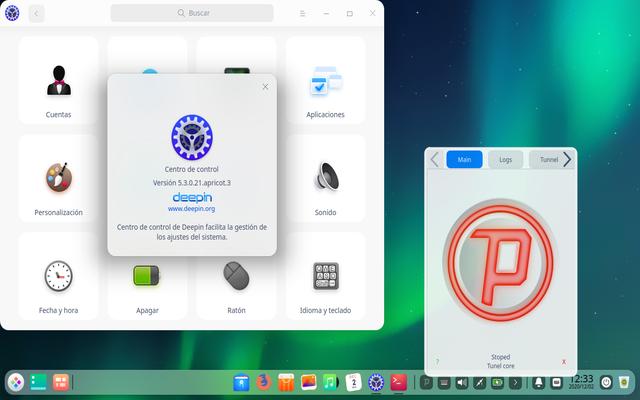 Buscar
Cuentas
Aplicaciones
Centro de control
Versión 5.3.0.21.apricot.3
deepin
www.deepin.org
Centro de control de Deepin facilita la gestión de
los ajustes del sistema.
Personalización
Sonido
Fecha y hora
Apagar
Ratón
Idioma y teclado
Main
Logs
Tunnel
P
Stoped
Tunel core
?
X
2
12:33
2020/12/02